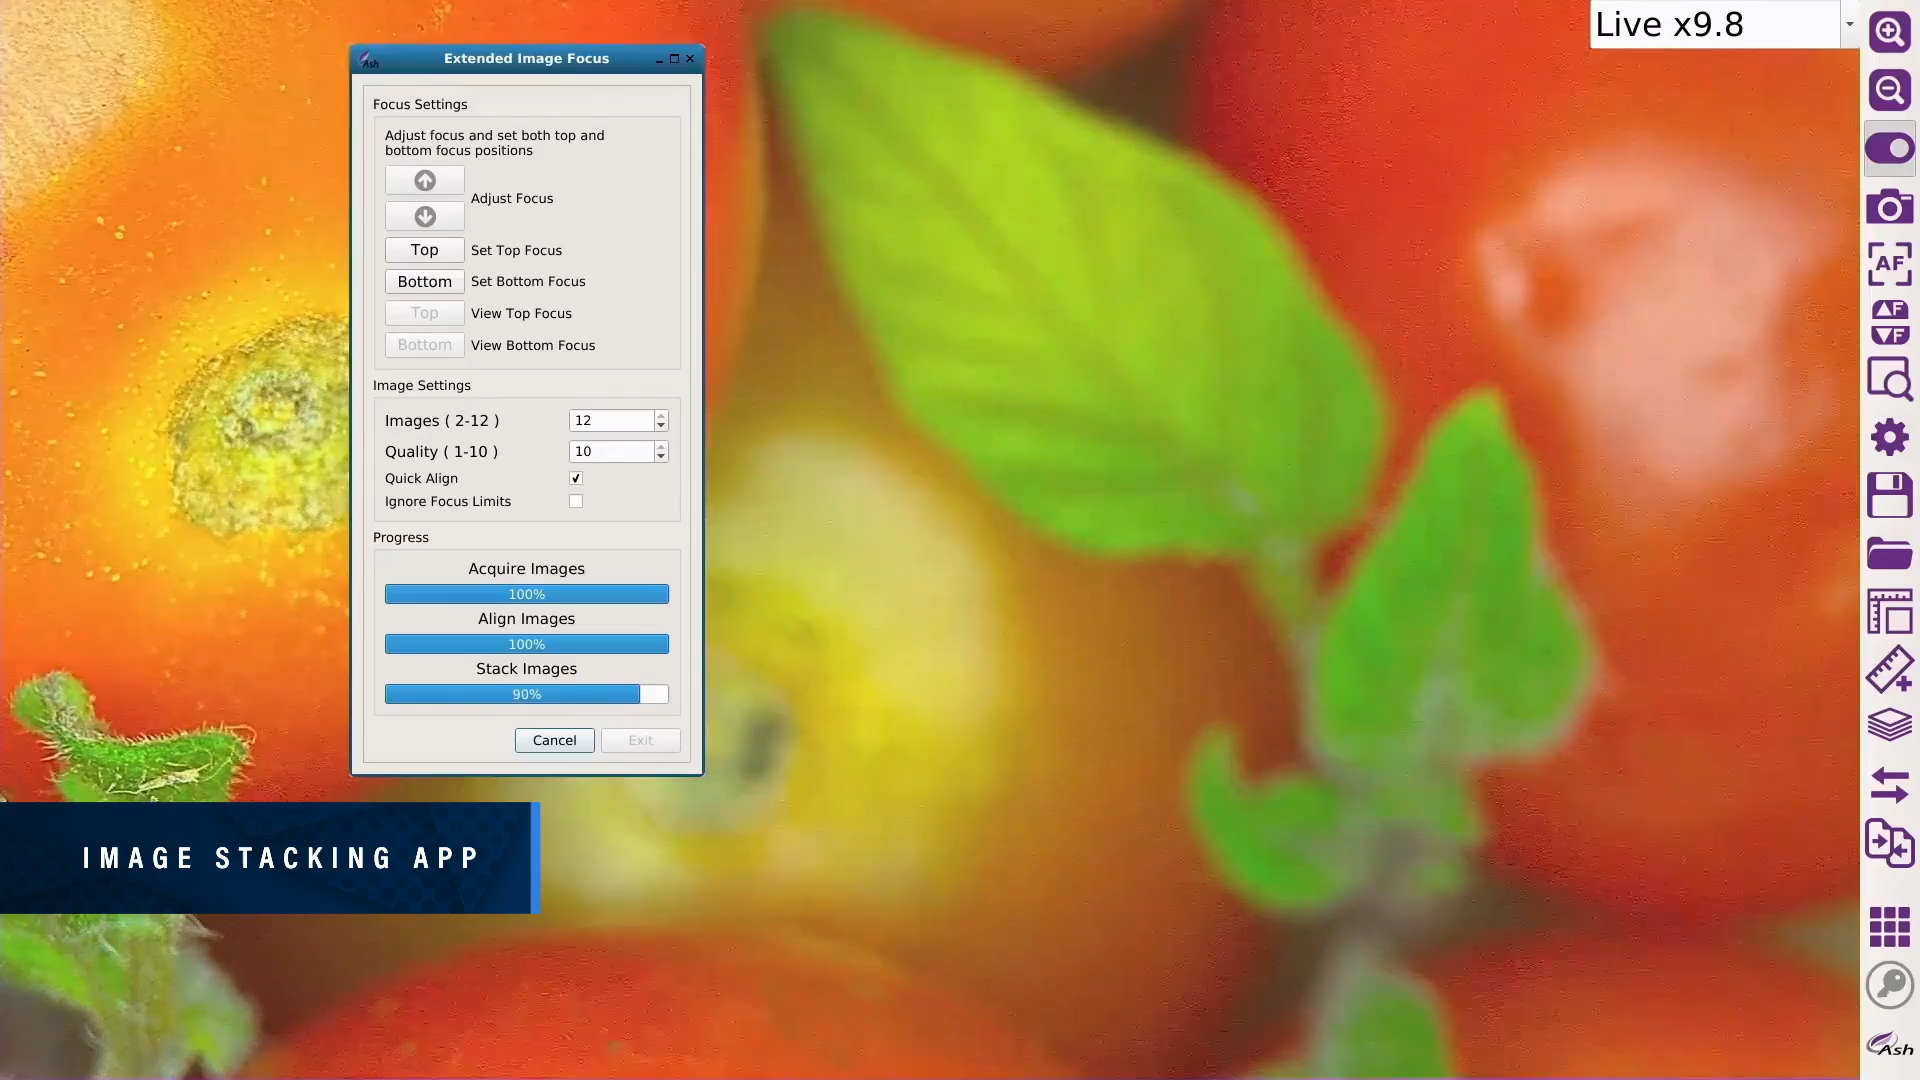 Live x9.8
Ash
Extended Image Focus
Focus Settings
Adjust focus and set both top and
bottom focus positions
Adjust Focus
Top Set Top Focus
Bottom Set Bottom Focus
Top View Top Focus
Bottom View Bottom Focus
Image Settings
Images ( 2-12 ) 12
Quality ( 1-10 ) 10
Quick Align
Ignore Focus Limits
Progress
Acquire Images
100%
Align Images
100%
Stack Images
90%
Cancel Exit
IMAGE STACKING APP
AF
F
F
Ash